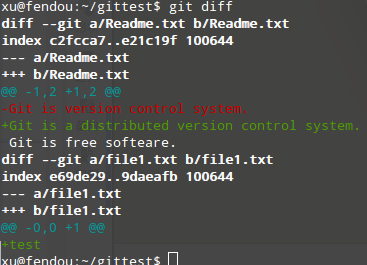 xu@fendou:~/gittest$ git diff
diff --git a/Readme.txt b/Readme.txt
index c2fcca7..e21c19f 100644
--- a/Readme.txt
+++ b/Readme.txt
@@ -1,2 +1,2 @@
-Git is version control system.
+Git is a distributed version control system.
 Git is free softeare.
diff --git a/file1.txt b/file1.txt
index e69de29..9daeafb 100644
--- a/file1.txt
+++ b/file1.txt
@@ -0,0 +1 @@
+test
xu@fendou:~/gittest$